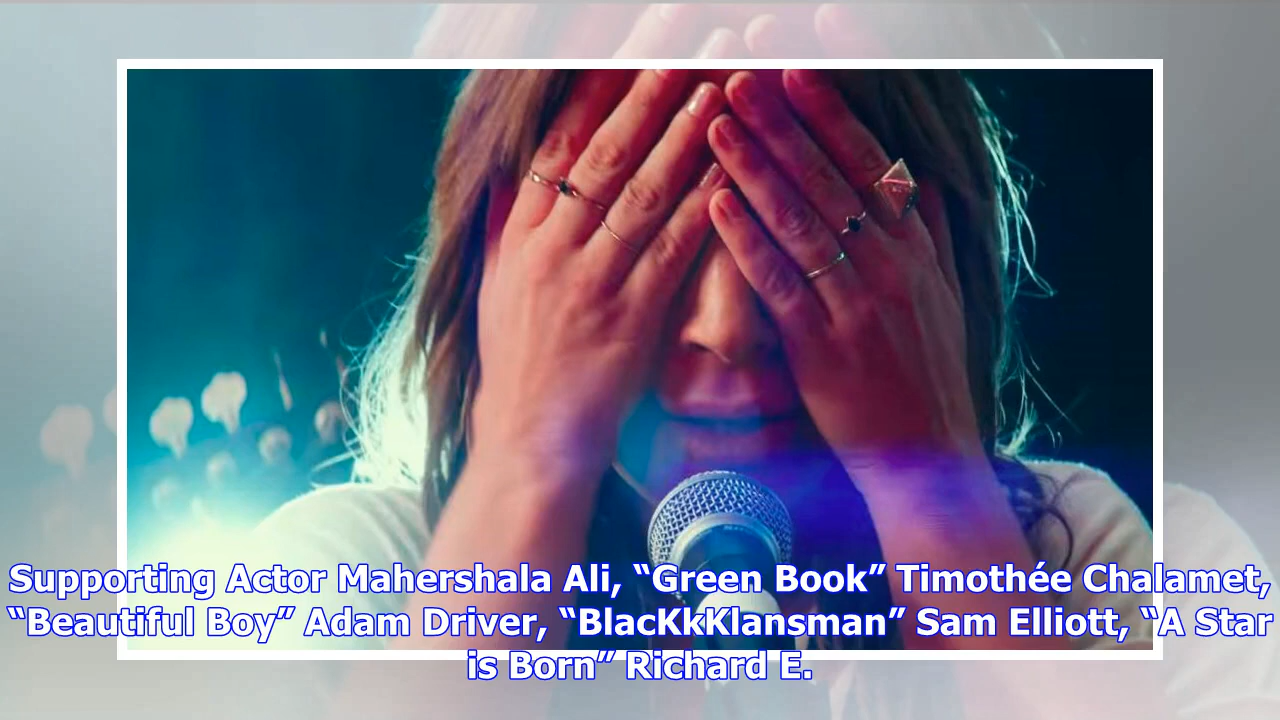 Supporting Actor Mahershala Ali, “Green Book” Timothée Chalamet,
“Beautiful Boy” Adam Driver, “BlacKkKlansman” Sam Elliott, “A Star
is Born” Richard E.